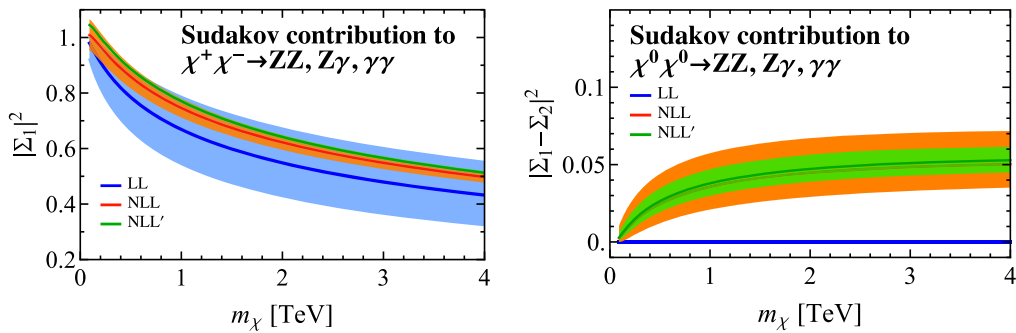 Sudakov contribution to
χ⁺χ⁻→ZZ, Zγ, γγ
|Σ₁|²
1.
0.8
0.6
0.4
0.2
LL
NLL
NLL′
0 1 2 3 4
mχ [TeV]
Sudakov contribution to
χ⁰χ⁰→ZZ, Zγ, γγ
|Σ₁−Σ₂|²
0.1
0.05
0.
LL
NLL
NLL′
0 1 2 3 4
mχ [TeV]